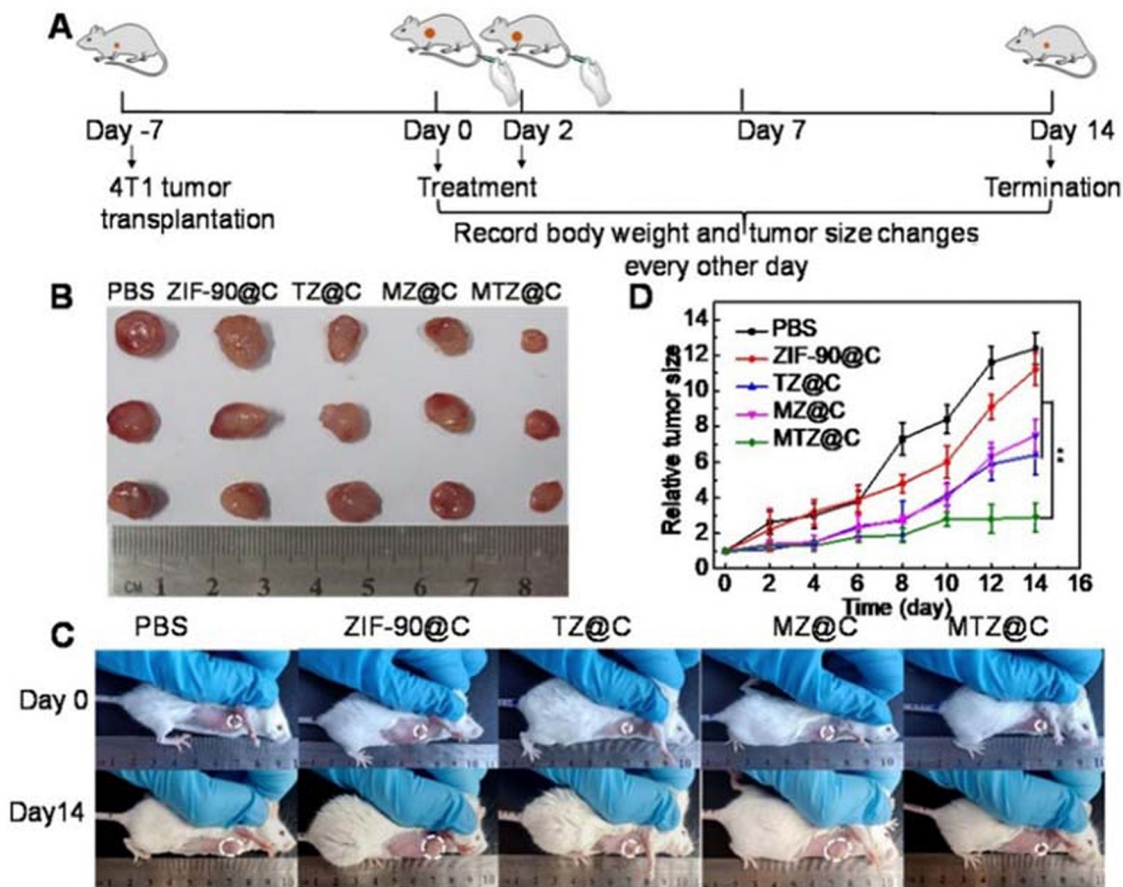 A
Day -7
Day 0
Day 2
Day 7
Day 14
4T1 tumor
transplantation
Treatment
Termination
Record body weight and tumor size changes
every other day
B
PBS ZIF-90@C TZ@C MZ@C MTZ@C
CM 1 2 3 4 5 6 7 8
D
Relative tumor size
14
12
10
8
6
4
2
0
PBS
ZIF-90@C
TZ@C
MZ@C
MTZ@C
**
0 2 4 6 8 10 12 14 16
Time (day)
C
PBS ZIF-90@C TZ@C MZ@C MTZ@C
Day 0
Day14